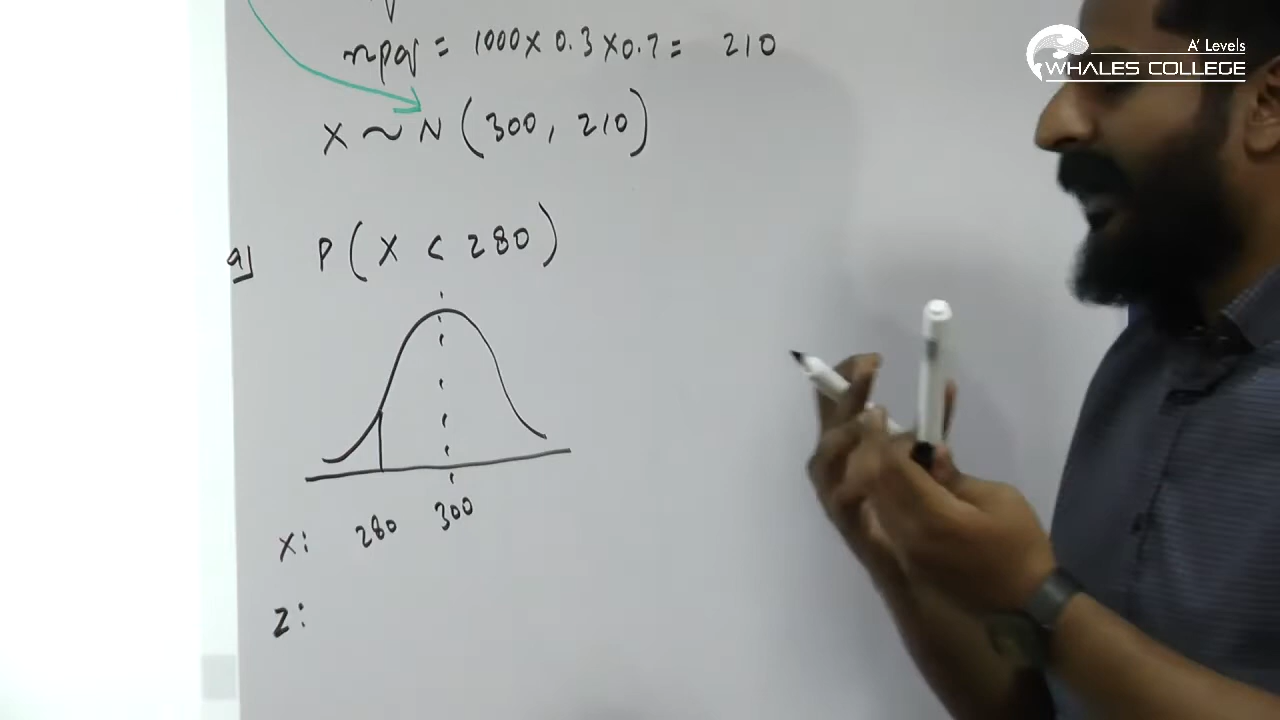 npq = 1000 x 0.3 x 0.7 = 210
X ~ N (300, 210)
a) P(X < 280)
x: 280 300
z:
A' Levels
WHALES COLLEGE